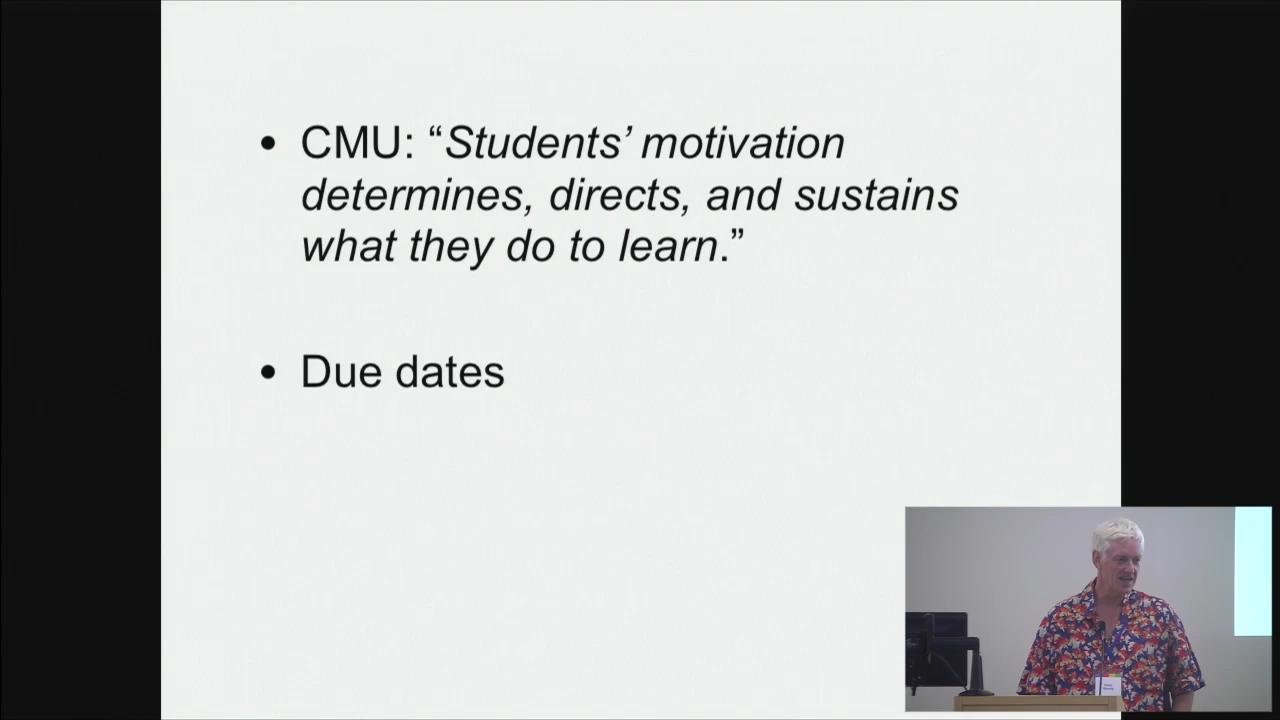 • CMU: “Students’ motivation
determines, directs, and sustains
what they do to learn.”
• Due dates